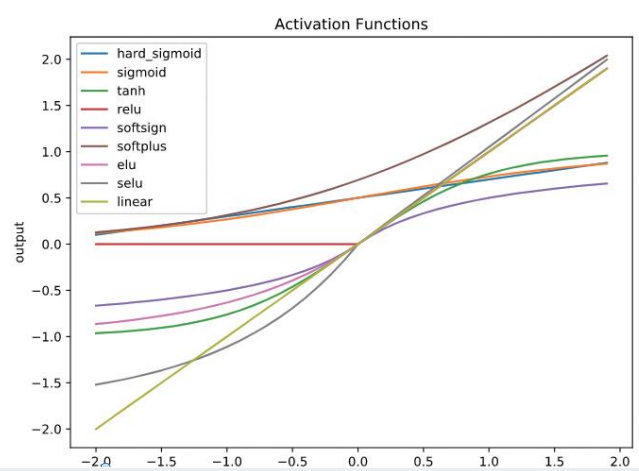 Activation Functions
hard_sigmoid
sigmoid
tanh
relu
softsign
softplus
elu
selu
linear
output
2.0
1.5
1.0
0.5
0.0
−0.5
−1.0
−1.5
−2.0
−2.0 −1.5 −1.0 −0.5 0.0 0.5 1.0 1.5 2.0